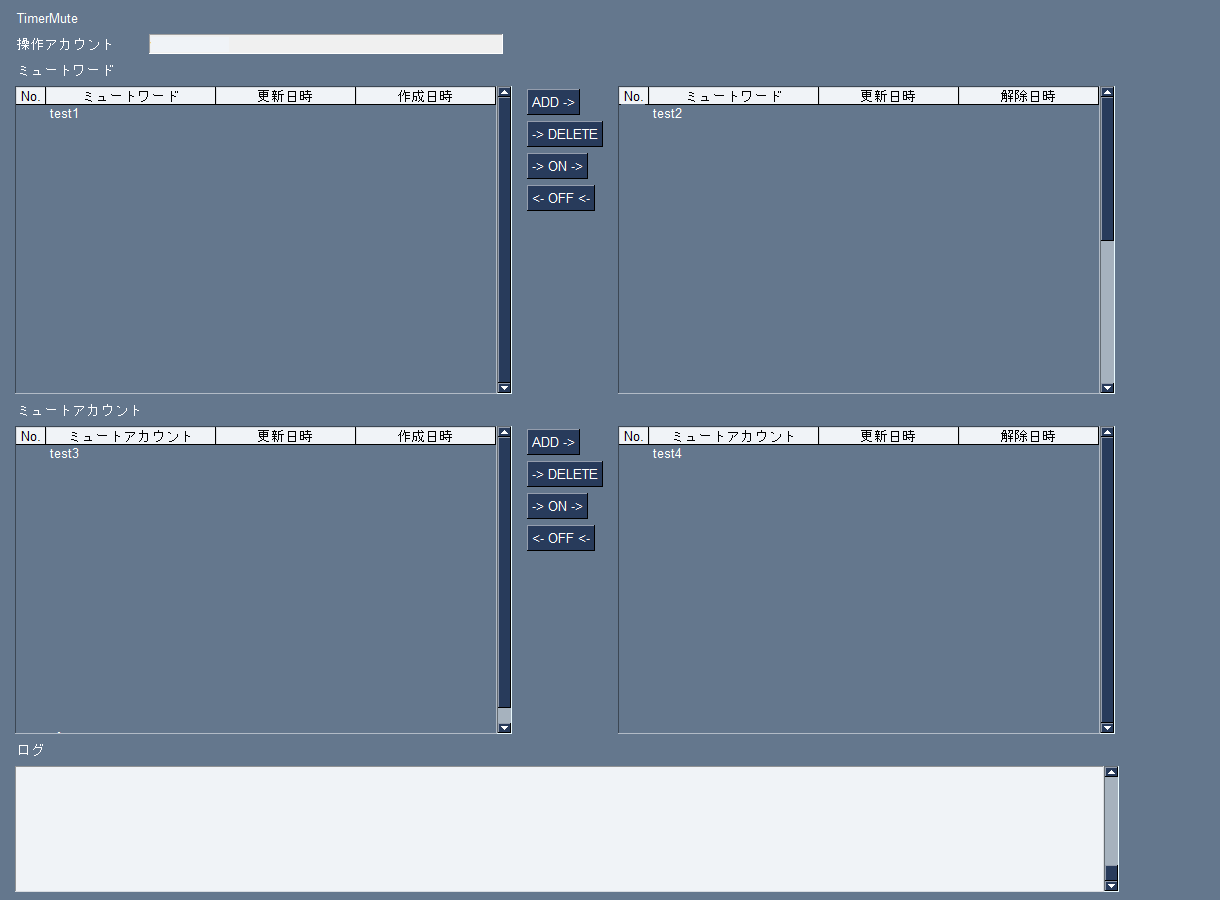 TimerMute
操作アカウント
ミュートワード
No. ミュートワード 更新日時 作成日時
test1
ADD ->
-> DELETE
-> ON ->
<- OFF <-
No. ミュートワード 更新日時 解除日時
test2
ミュートアカウント
No. ミュートアカウント 更新日時 作成日時
test3
ADD ->
-> DELETE
-> ON ->
<- OFF <-
No. ミュートアカウント 更新日時 解除日時
test4
ログ